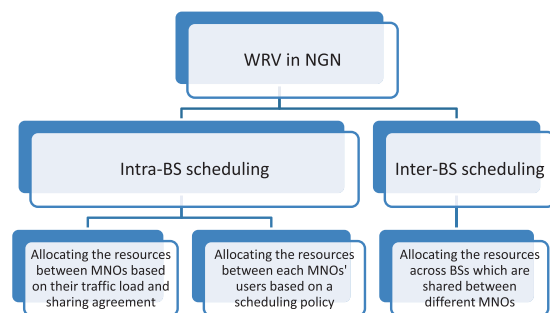 WRV in NGN
Intra-BS scheduling
Inter-BS scheduling
Allocating the resources
between MNOs based
on their traffic load and
sharing agreement
Allocating the resources
between each MNOs'
users based on a
scheduling policy
Allocating the resources
across BSs which are
shared between
different MNOs